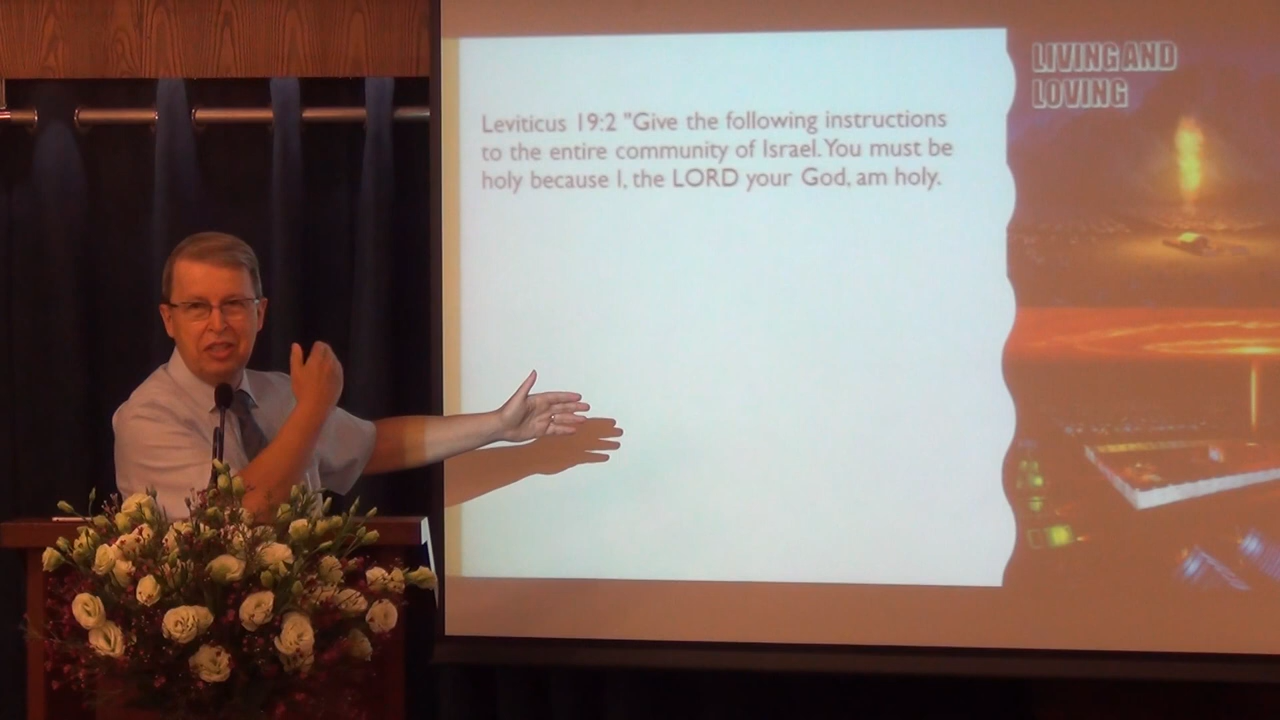 LIVING AND
LOVING
Leviticus 19:2 "Give the following instructions
to the entire community of Israel. You must be
holy because I, the LORD your God, am holy.